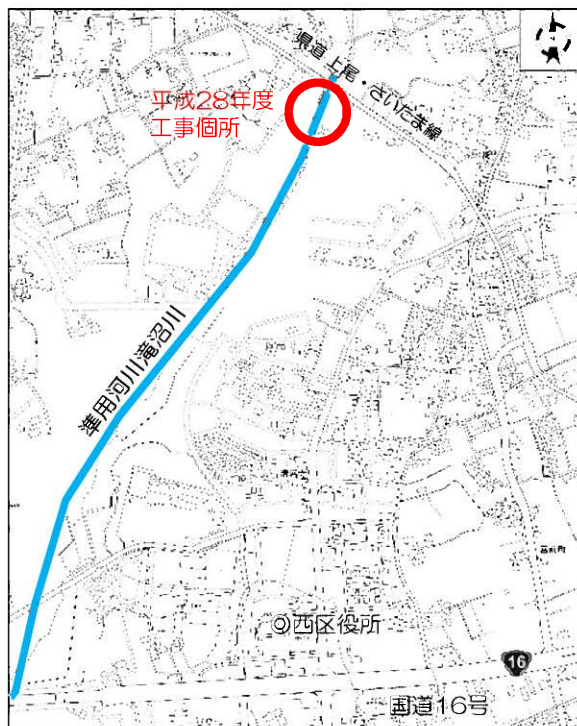 県道 上尾・さいたま線
平成28年度
工事個所
準用河川滝沼川
◎西区役所
16
国道16号